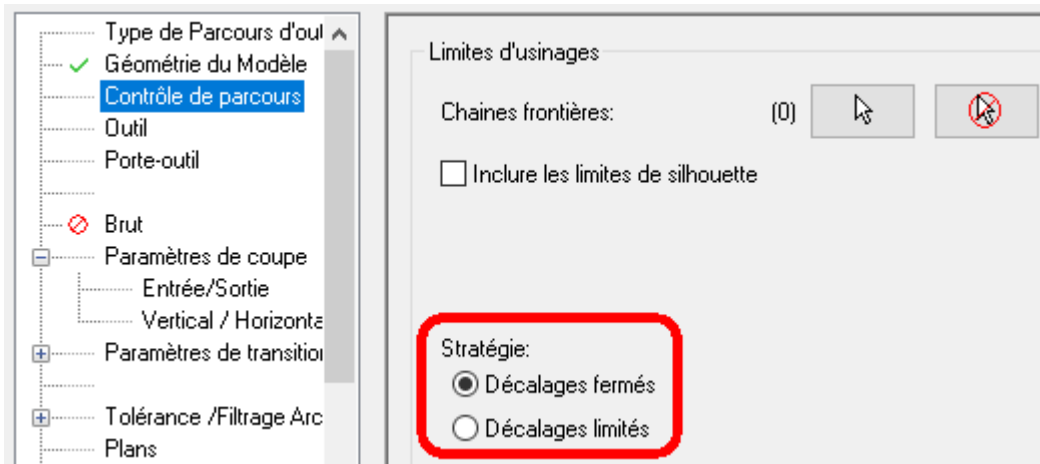 Type de Parcours d'out
Géométrie du Modèle
Contrôle de parcours
Outil
Porte-outil
Brut
Paramètres de coupe
Entrée/Sortie
Vertical / Horizonta
Paramètres de transition
Tolérance /Filtrage Arc
Plans
Limites d'usinages
Chaines frontières: (0)
Inclure les limites de silhouette
Stratégie:
Décalages fermés
Décalages limités